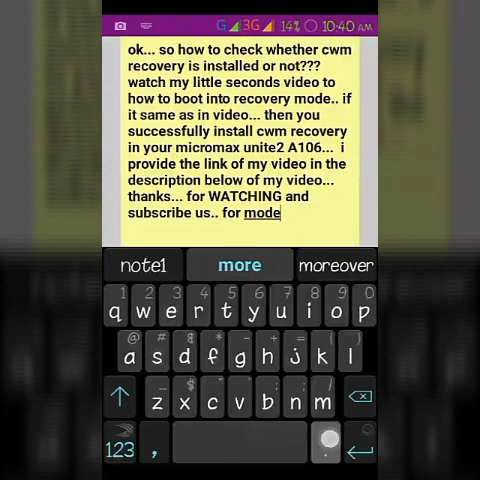 G 3G 14% 10:40 AM
ok... so how to check whether cwm
recovery is installed or not???
watch my little seconds video to
how to boot into recovery mode.. if
it same as in video... then you
successfully install cwm recovery
in your micromax unite2 A106... i
provide the link of my video in the
description below of my video...
thanks... for WATCHING and
subscribe us.. for mode
note1 more moreover
1 2 3 4 5 6 7 8 9 0
q w e r t y u i o p
a s d f g h j k l
z x c v b n m
123 , .